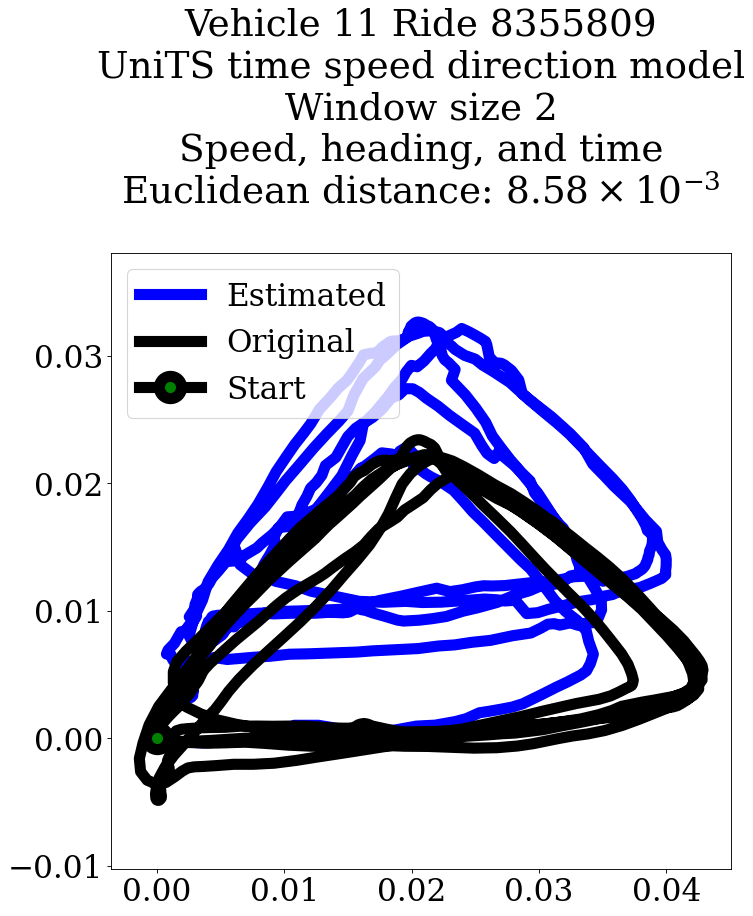 Vehicle 11 Ride 8355809
UniTS time speed direction model
Window size 2
Speed, heading, and time
Euclidean distance: 8.58 × 10⁻³
Estimated
Original
Start
0.03
0.02
0.01
0.00
−0.01
0.00 0.01 0.02 0.03 0.04